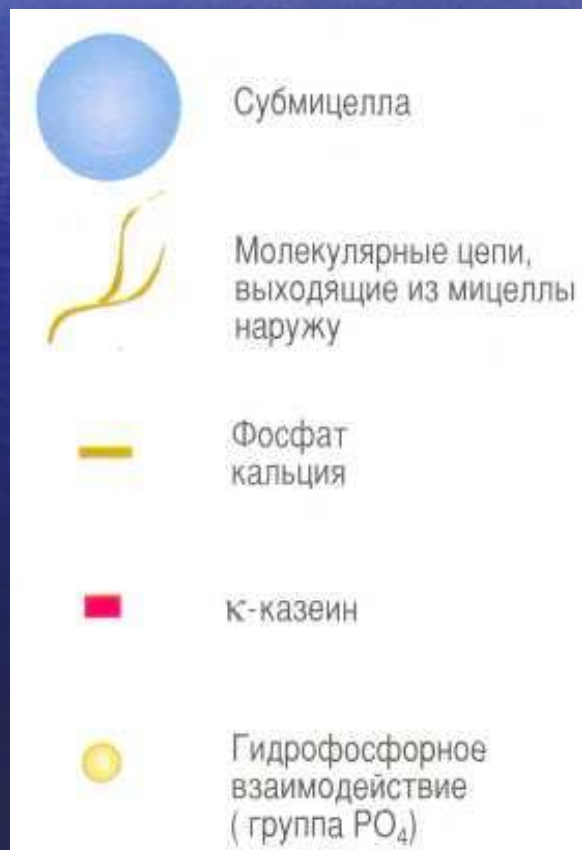 Субмицелла
Молекулярные цепи,
выходящие из мицеллы
наружу
Фосфат
кальция
κ-казеин
Гидрофосфорное
взаимодействие
( группа PO₄)